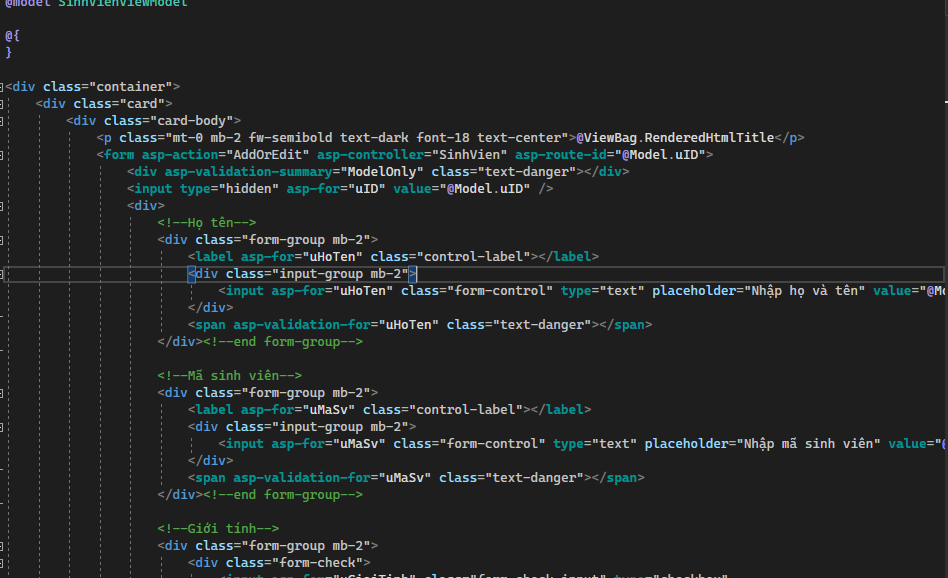 @model SinhVienViewModel
@{
}
<div class="container">
<div class="card">
<div class="card-body">
<p class="mt-0 mb-2 fw-semibold text-dark font-18 text-center">@ViewBag.RenderedHtmlTitle</p>
<form asp-action="AddOrEdit" asp-controller="SinhVien" asp-route-id="@Model.uID">
<div asp-validation-summary="ModelOnly" class="text-danger"></div>
<input type="hidden" asp-for="uID" value="@Model.uID" />
<div>
<!--Họ tên-->
<div class="form-group mb-2">
<label asp-for="uHoTen" class="control-label"></label>
<div class="input-group mb-2">
<input asp-for="uHoTen" class="form-control" type="text" placeholder="Nhập họ và tên" value="@Mo
</div>
<span asp-validation-for="uHoTen" class="text-danger"></span>
</div><!--end form-group-->
<!--Mã sinh viên-->
<div class="form-group mb-2">
<label asp-for="uMaSv" class="control-label"></label>
<div class="input-group mb-2">
<input asp-for="uMaSv" class="form-control" type="text" placeholder="Nhập mã sinh viên" value="@
</div>
<span asp-validation-for="uMaSv" class="text-danger"></span>
</div><!--end form-group-->
<!--Giới tính-->
<div class="form-group mb-2">
<div class="form-check">
<input asp-for="uGioiTinh" class="form-check-input" type="checkbox"